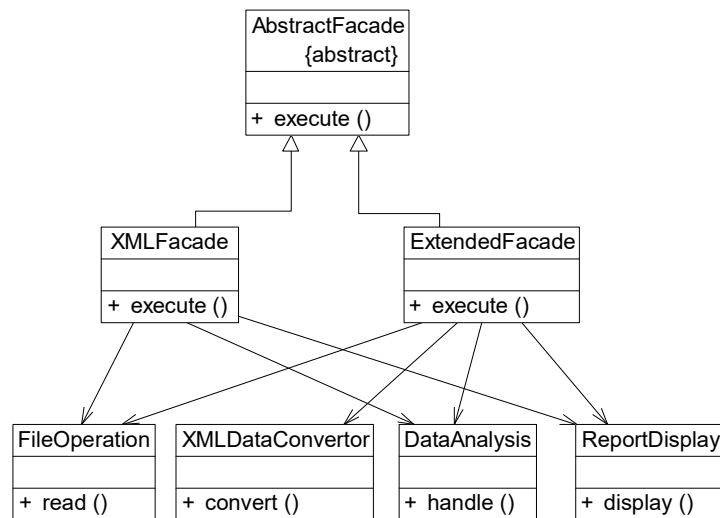 AbstractFacade
{abstract}
+ execute ()
XMLFacade
+ execute ()
ExtendedFacade
+ execute ()
FileOperation
+ read ()
XMLDataConvertor
+ convert ()
DataAnalysis
+ handle ()
ReportDisplay
+ display ()